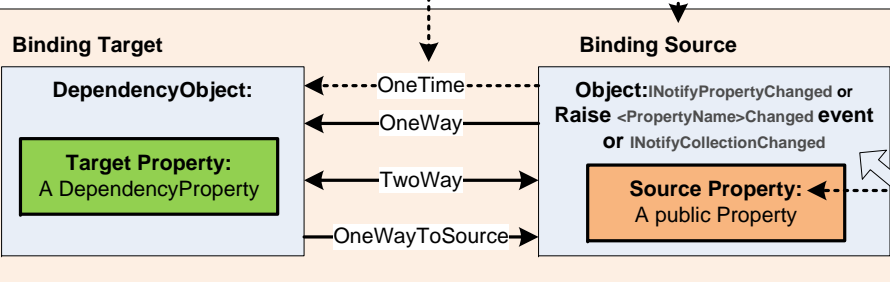 Binding Target
Binding Source
DependencyObject:
Target Property:
A DependencyProperty
OneTime
OneWay
TwoWay
OneWayToSource
Object:INotifyPropertyChanged or
Raise <PropertyName>Changed event
or INotifyCollectionChanged
Source Property:
A public Property